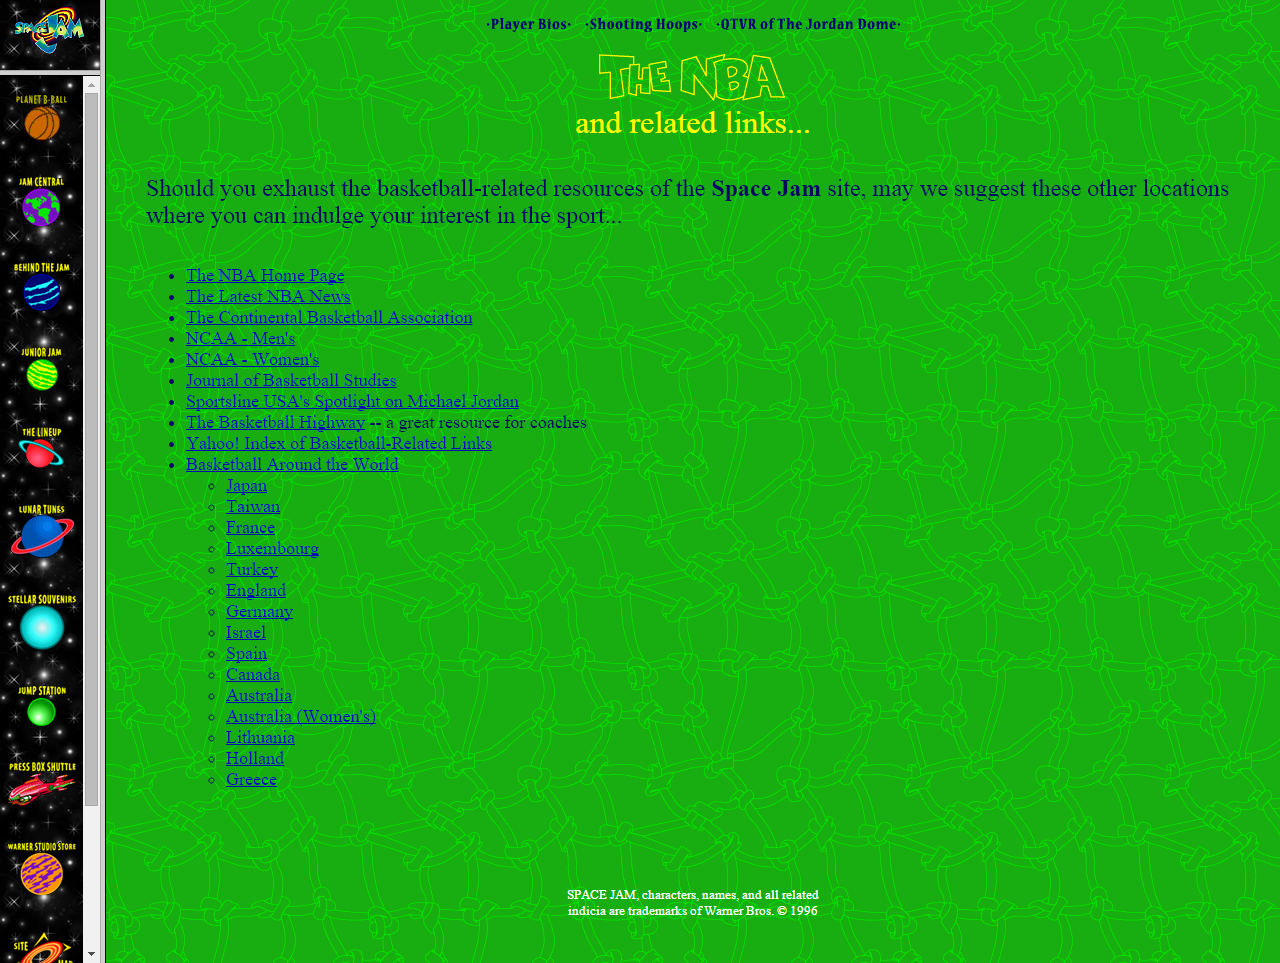 SPACE JAM
PLANET B-BALL
JAM CENTRAL
BEHIND THE JAM
JUNIOR JAM
THE LINEUP
LUNAR TUNES
STELLAR SOUVENIRS
JUMP STATION
PRESS BOX SHUTTLE
WARNER STUDIO STORE
SITE
MAP
·Player Bios· ·Shooting Hoops· ·QTVR of The Jordan Dome·
THE NBA
and related links...
Should you exhaust the basketball-related resources of the Space Jam site, may we suggest these other locations
where you can indulge your interest in the sport...
The NBA Home Page
The Latest NBA News
The Continental Basketball Association
NCAA - Men's
NCAA - Women's
Journal of Basketball Studies
Sportsline USA's Spotlight on Michael Jordan
The Basketball Highway -- a great resource for coaches
Yahoo! Index of Basketball-Related Links
Basketball Around the World
Japan
Taiwan
France
Luxembourg
Turkey
England
Germany
Israel
Spain
Canada
Australia
Australia (Women's)
Lithuania
Holland
Greece
SPACE JAM, characters, names, and all related
indicia are trademarks of Warner Bros. © 1996